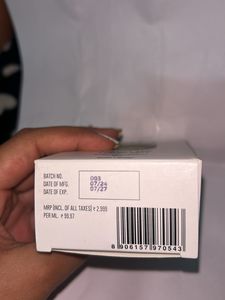 BATCH NO. 093
DATE OF MFG. 07/24
DATE OF EXP. 07/27
MRP (INCL. OF ALL TAXES) ₹ 2,999
PER ML. ₹ 99.97
8 906157 970543